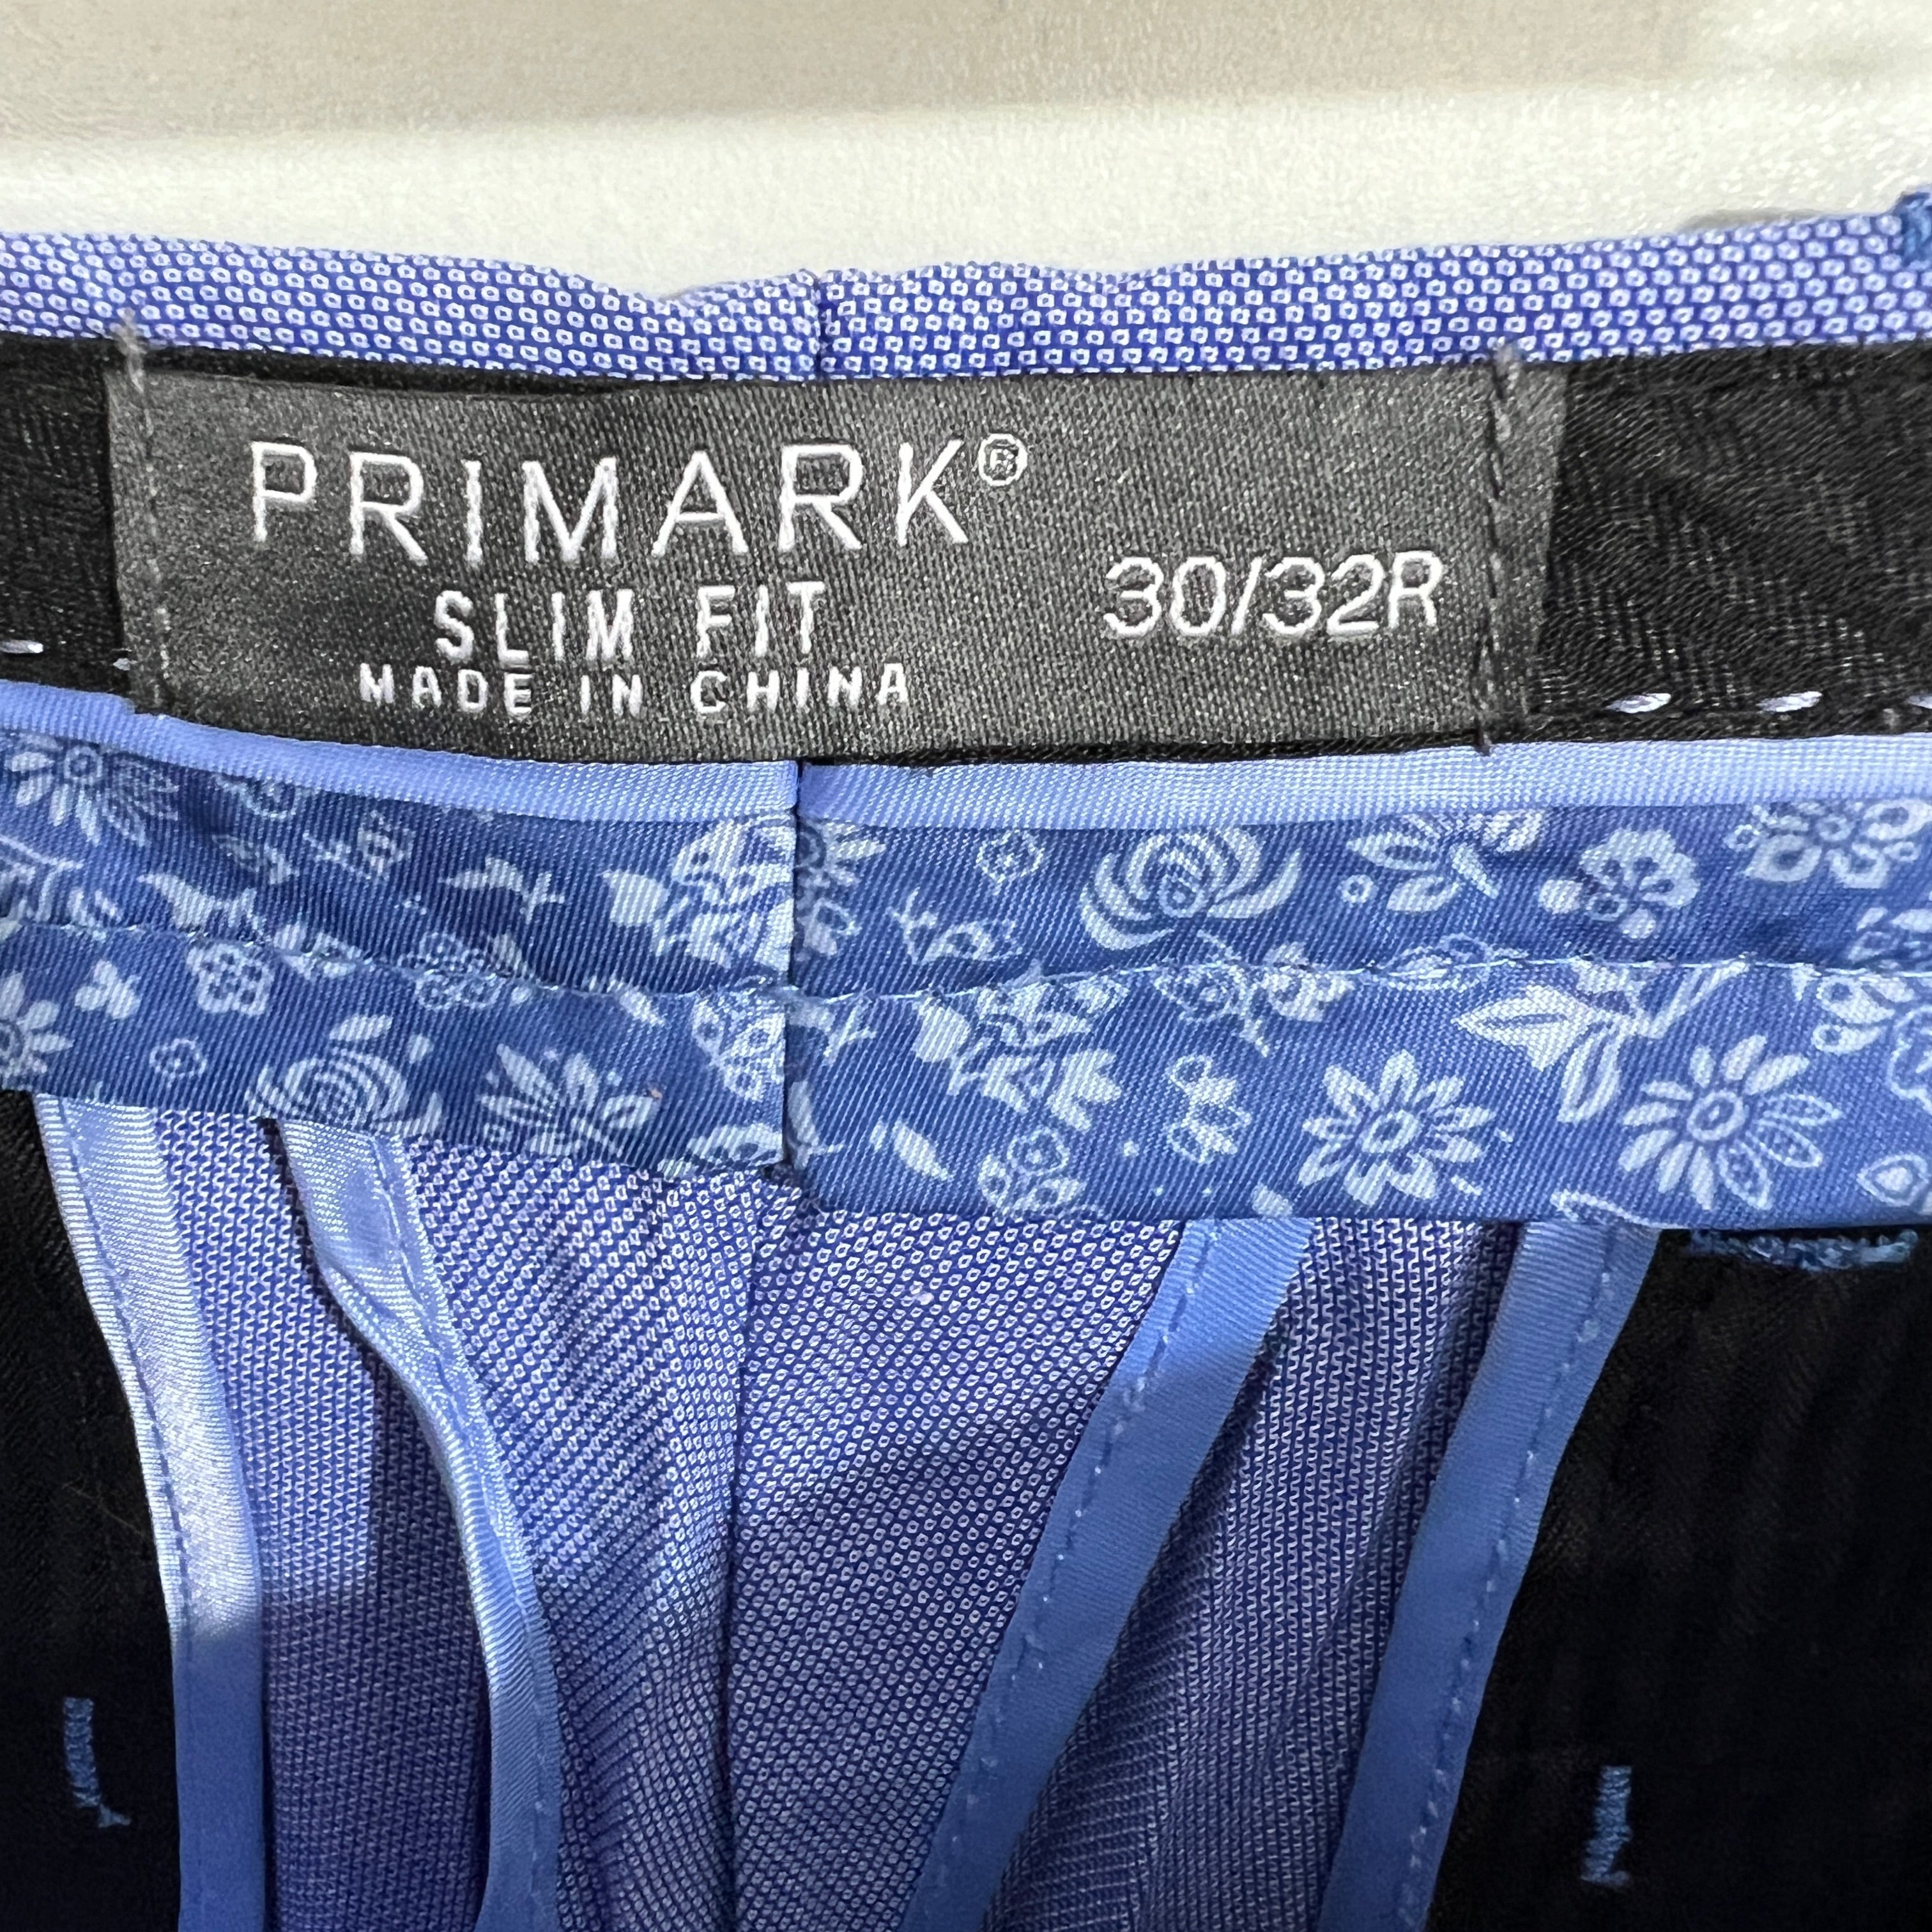 PRIMARK®
SLIM FIT
MADE IN CHINA
30/32R